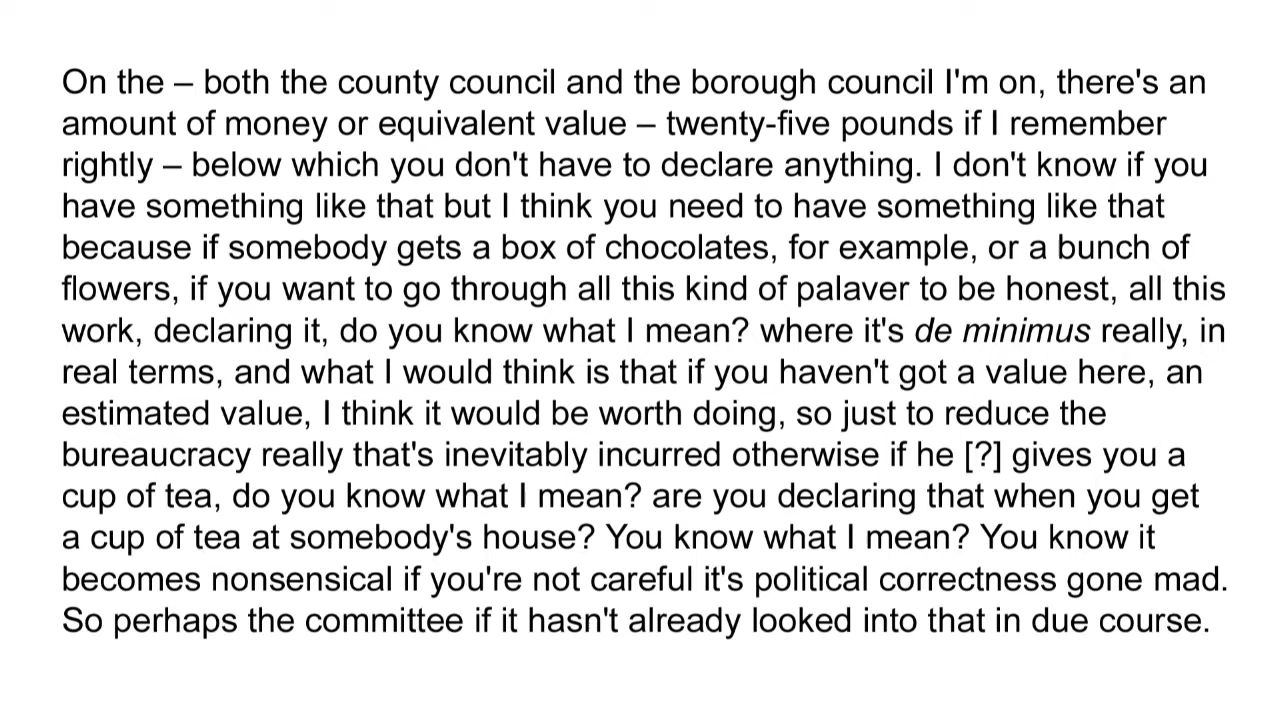 On the – both the county council and the borough council I'm on, there's an
amount of money or equivalent value – twenty-five pounds if I remember
rightly – below which you don't have to declare anything. I don't know if you
have something like that but I think you need to have something like that
because if somebody gets a box of chocolates, for example, or a bunch of
flowers, if you want to go through all this kind of palaver to be honest, all this
work, declaring it, do you know what I mean? where it's de minimus really, in
real terms, and what I would think is that if you haven't got a value here, an
estimated value, I think it would be worth doing, so just to reduce the
bureaucracy really that's inevitably incurred otherwise if he [?] gives you a
cup of tea, do you know what I mean? are you declaring that when you get
a cup of tea at somebody's house? You know what I mean? You know it
becomes nonsensical if you're not careful it's political correctness gone mad.
So perhaps the committee if it hasn't already looked into that in due course.